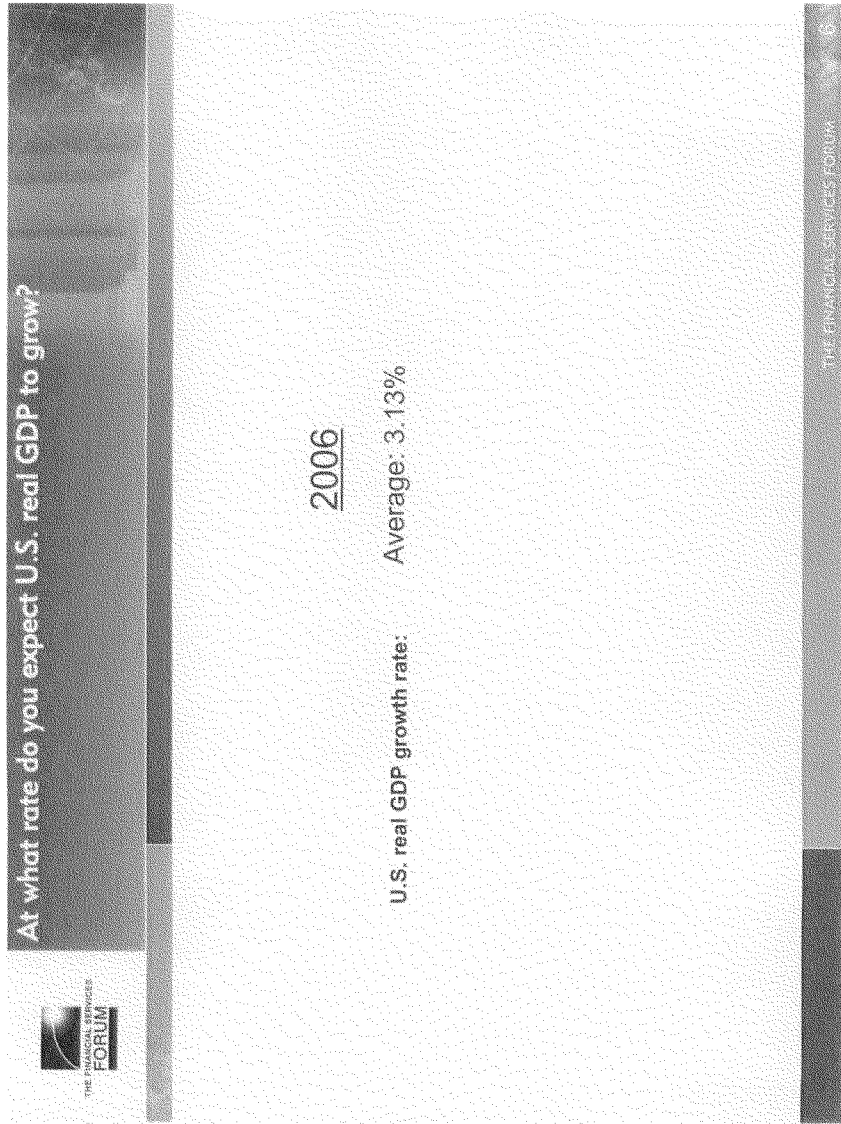 THE FINANCIAL SERVICES
FORUM
At what rate do you expect U.S. real GDP to grow?
2006
U.S. real GDP growth rate: Average: 3.13%
THE FINANCIAL SERVICES FORUM 6